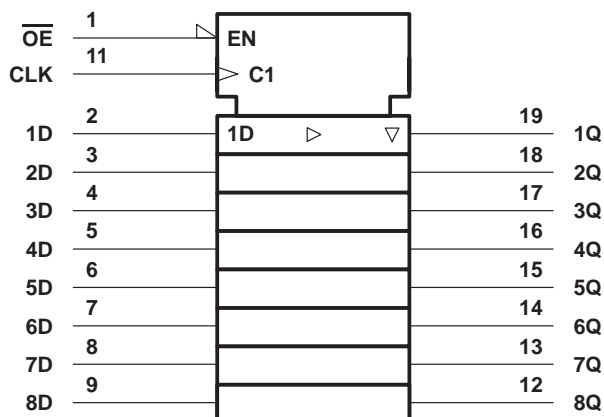 1
OE EN
11
CLK C1
2 19
1D 1D 1Q
3 18
2D 2Q
4 17
3D 3Q
5 16
4D 4Q
6 15
5D 5Q
7 14
6D 6Q
8 13
7D 7Q
9 12
8D 8Q